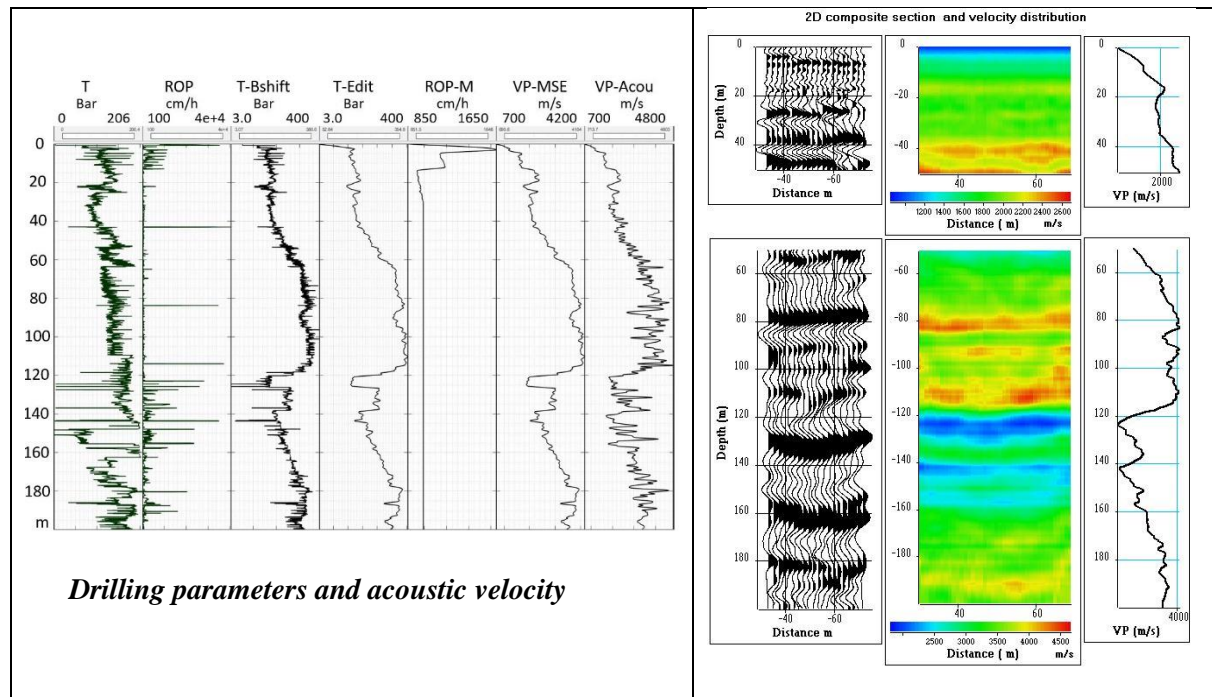 T ROP T-Bshift T-Edit ROP-M VP-MSE VP-Acou
Bar cm/h Bar Bar cm/h m/s m/s
0 206 100 4e+4 3.0 400 3.0 400 850 1650 700 4200 700 4800
0
20
40
60
80
100
120
140
160
180
m
Drilling parameters and acoustic velocity
2D composite section and velocity distribution
Depth (m)
0
20
40
-40 -60
Distance m
-0
-20
-40
40 60
1200 1400 1600 1800 2000 2200 2400 2600
Distance ( m) m/s
0
20
40
2000
VP (m/s)
Depth (m)
60
80
100
120
140
160
180
-40 -60
Distance m
-60
-80
-100
-120
-140
-160
-180
40 60
2500 3000 3500 4000 4500
Distance ( m) m/s
60
80
100
120
140
160
180
4000
VP (m/s)